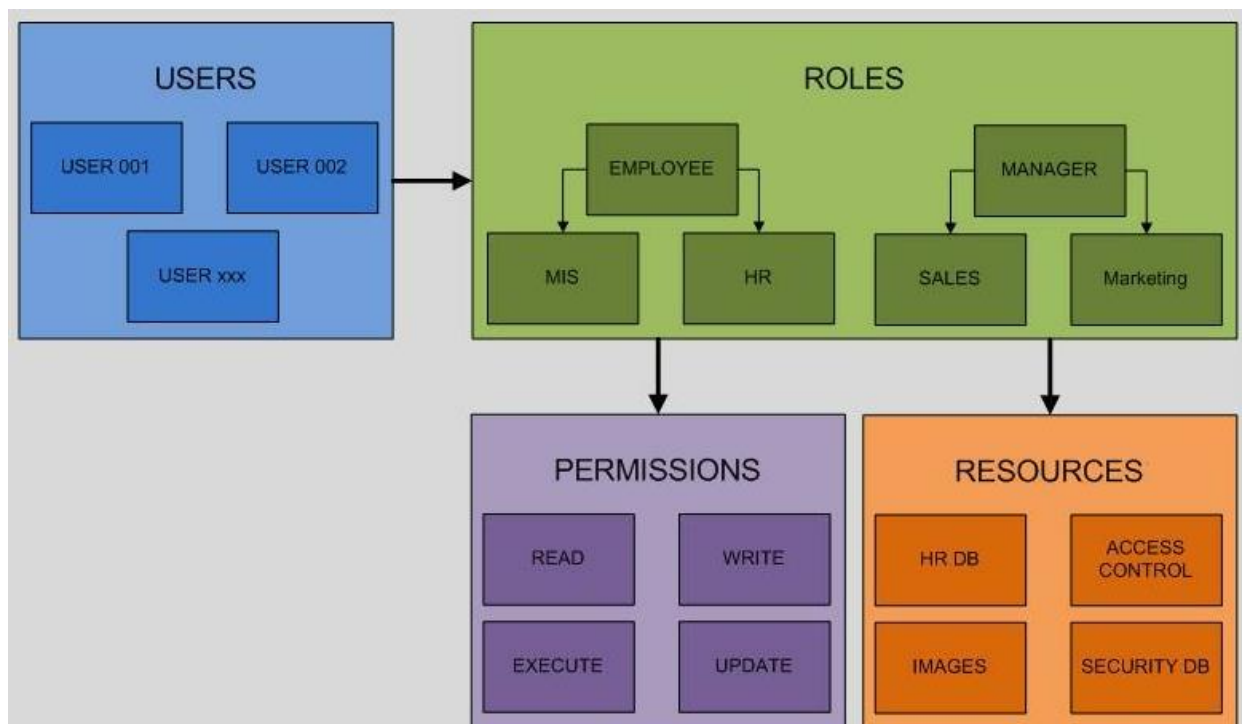 USERS
USER 001
USER 002
USER xxx
ROLES
EMPLOYEE
MANAGER
MIS
HR
SALES
Marketing
PERMISSIONS
READ
WRITE
EXECUTE
UPDATE
RESOURCES
HR DB
ACCESS
CONTROL
IMAGES
SECURITY DB